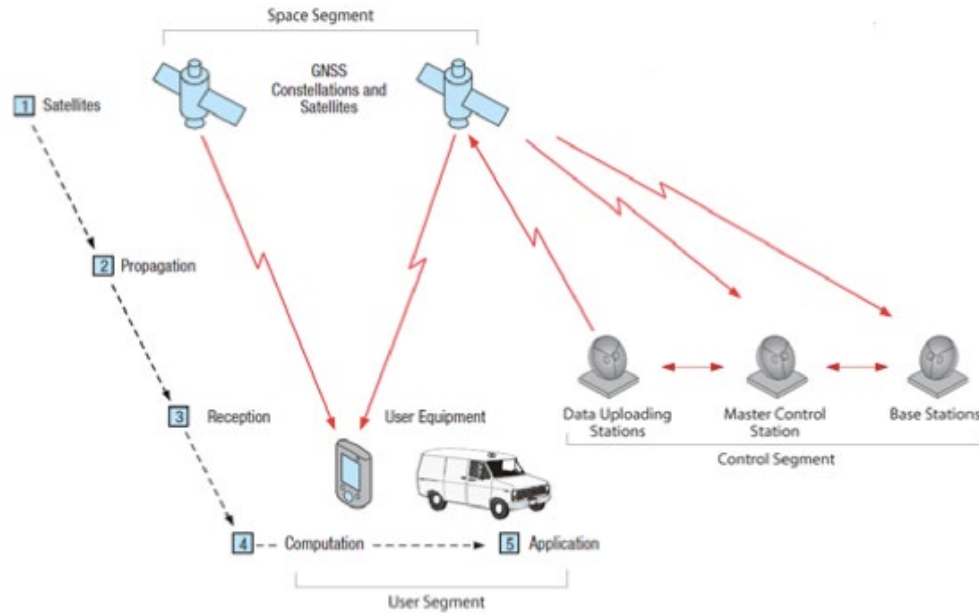 Space Segment
GNSS
Constellations and
Satellites
1 Satellites
2 Propagation
3 Reception
User Equipment
Data Uploading
Stations
Master Control
Station
Base Stations
Control Segment
4 Computation
5 Application
User Segment